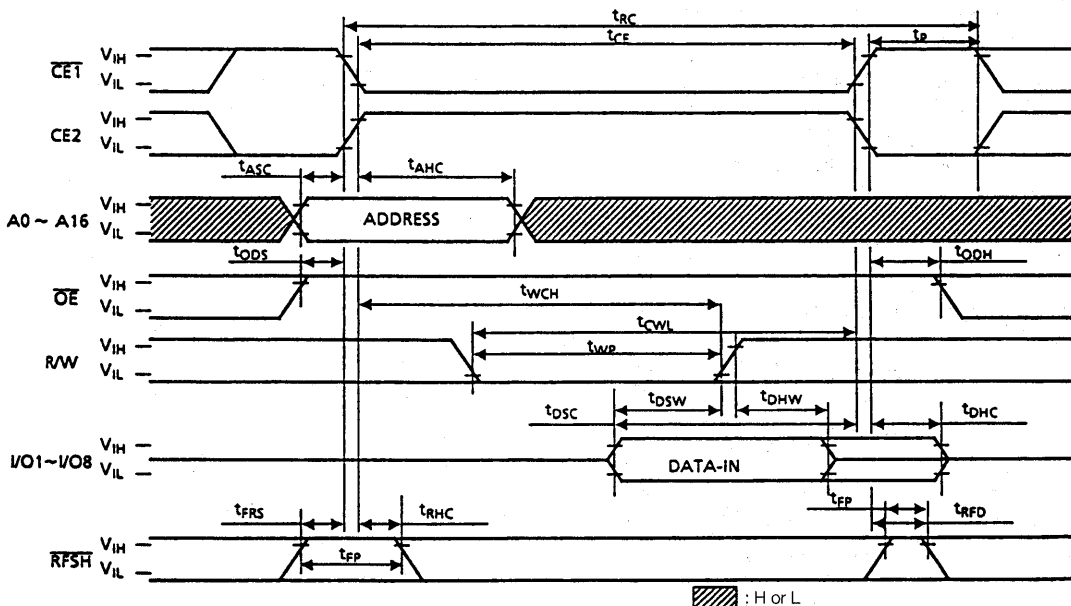 tRC
tCE
tP
CE1
VIH
VIL
CE2
VIH
VIL
tASC
tAHC
A0 ~ A16
VIH
VIL
ADDRESS
tODS
tODH
OE
VIH
VIL
tWCH
tCWL
R/W
VIH
VIL
tWP
tDSC
tDSW
tDHW
tDHC
I/O1~I/O8
VIH
VIL
DATA-IN
tFRS
tRHC
tFP
tRFD
RFSH
VIH
VIL
tFP
: H or L